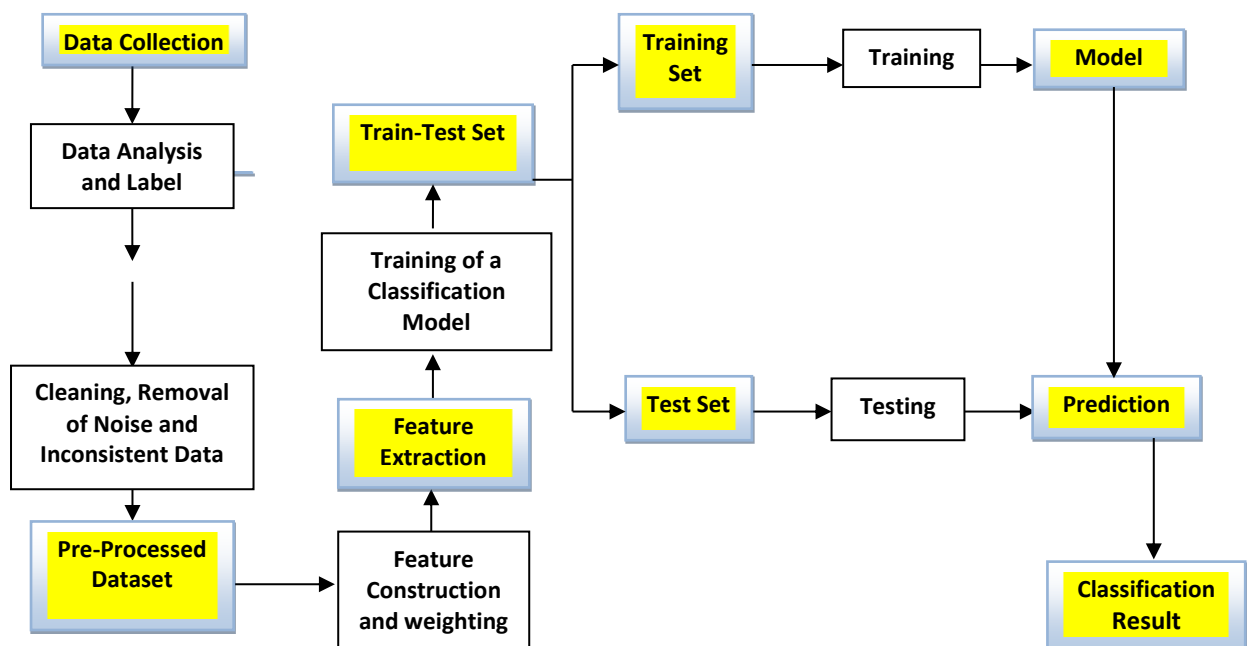 Data Collection
Data Analysis
and Label
Cleaning, Removal
of Noise and
Inconsistent Data
Pre-Processed
Dataset
Feature
Construction
and weighting
Feature
Extraction
Training of a
Classification
Model
Train-Test Set
Training
Set
Training
Model
Test Set
Testing
Prediction
Classification
Result